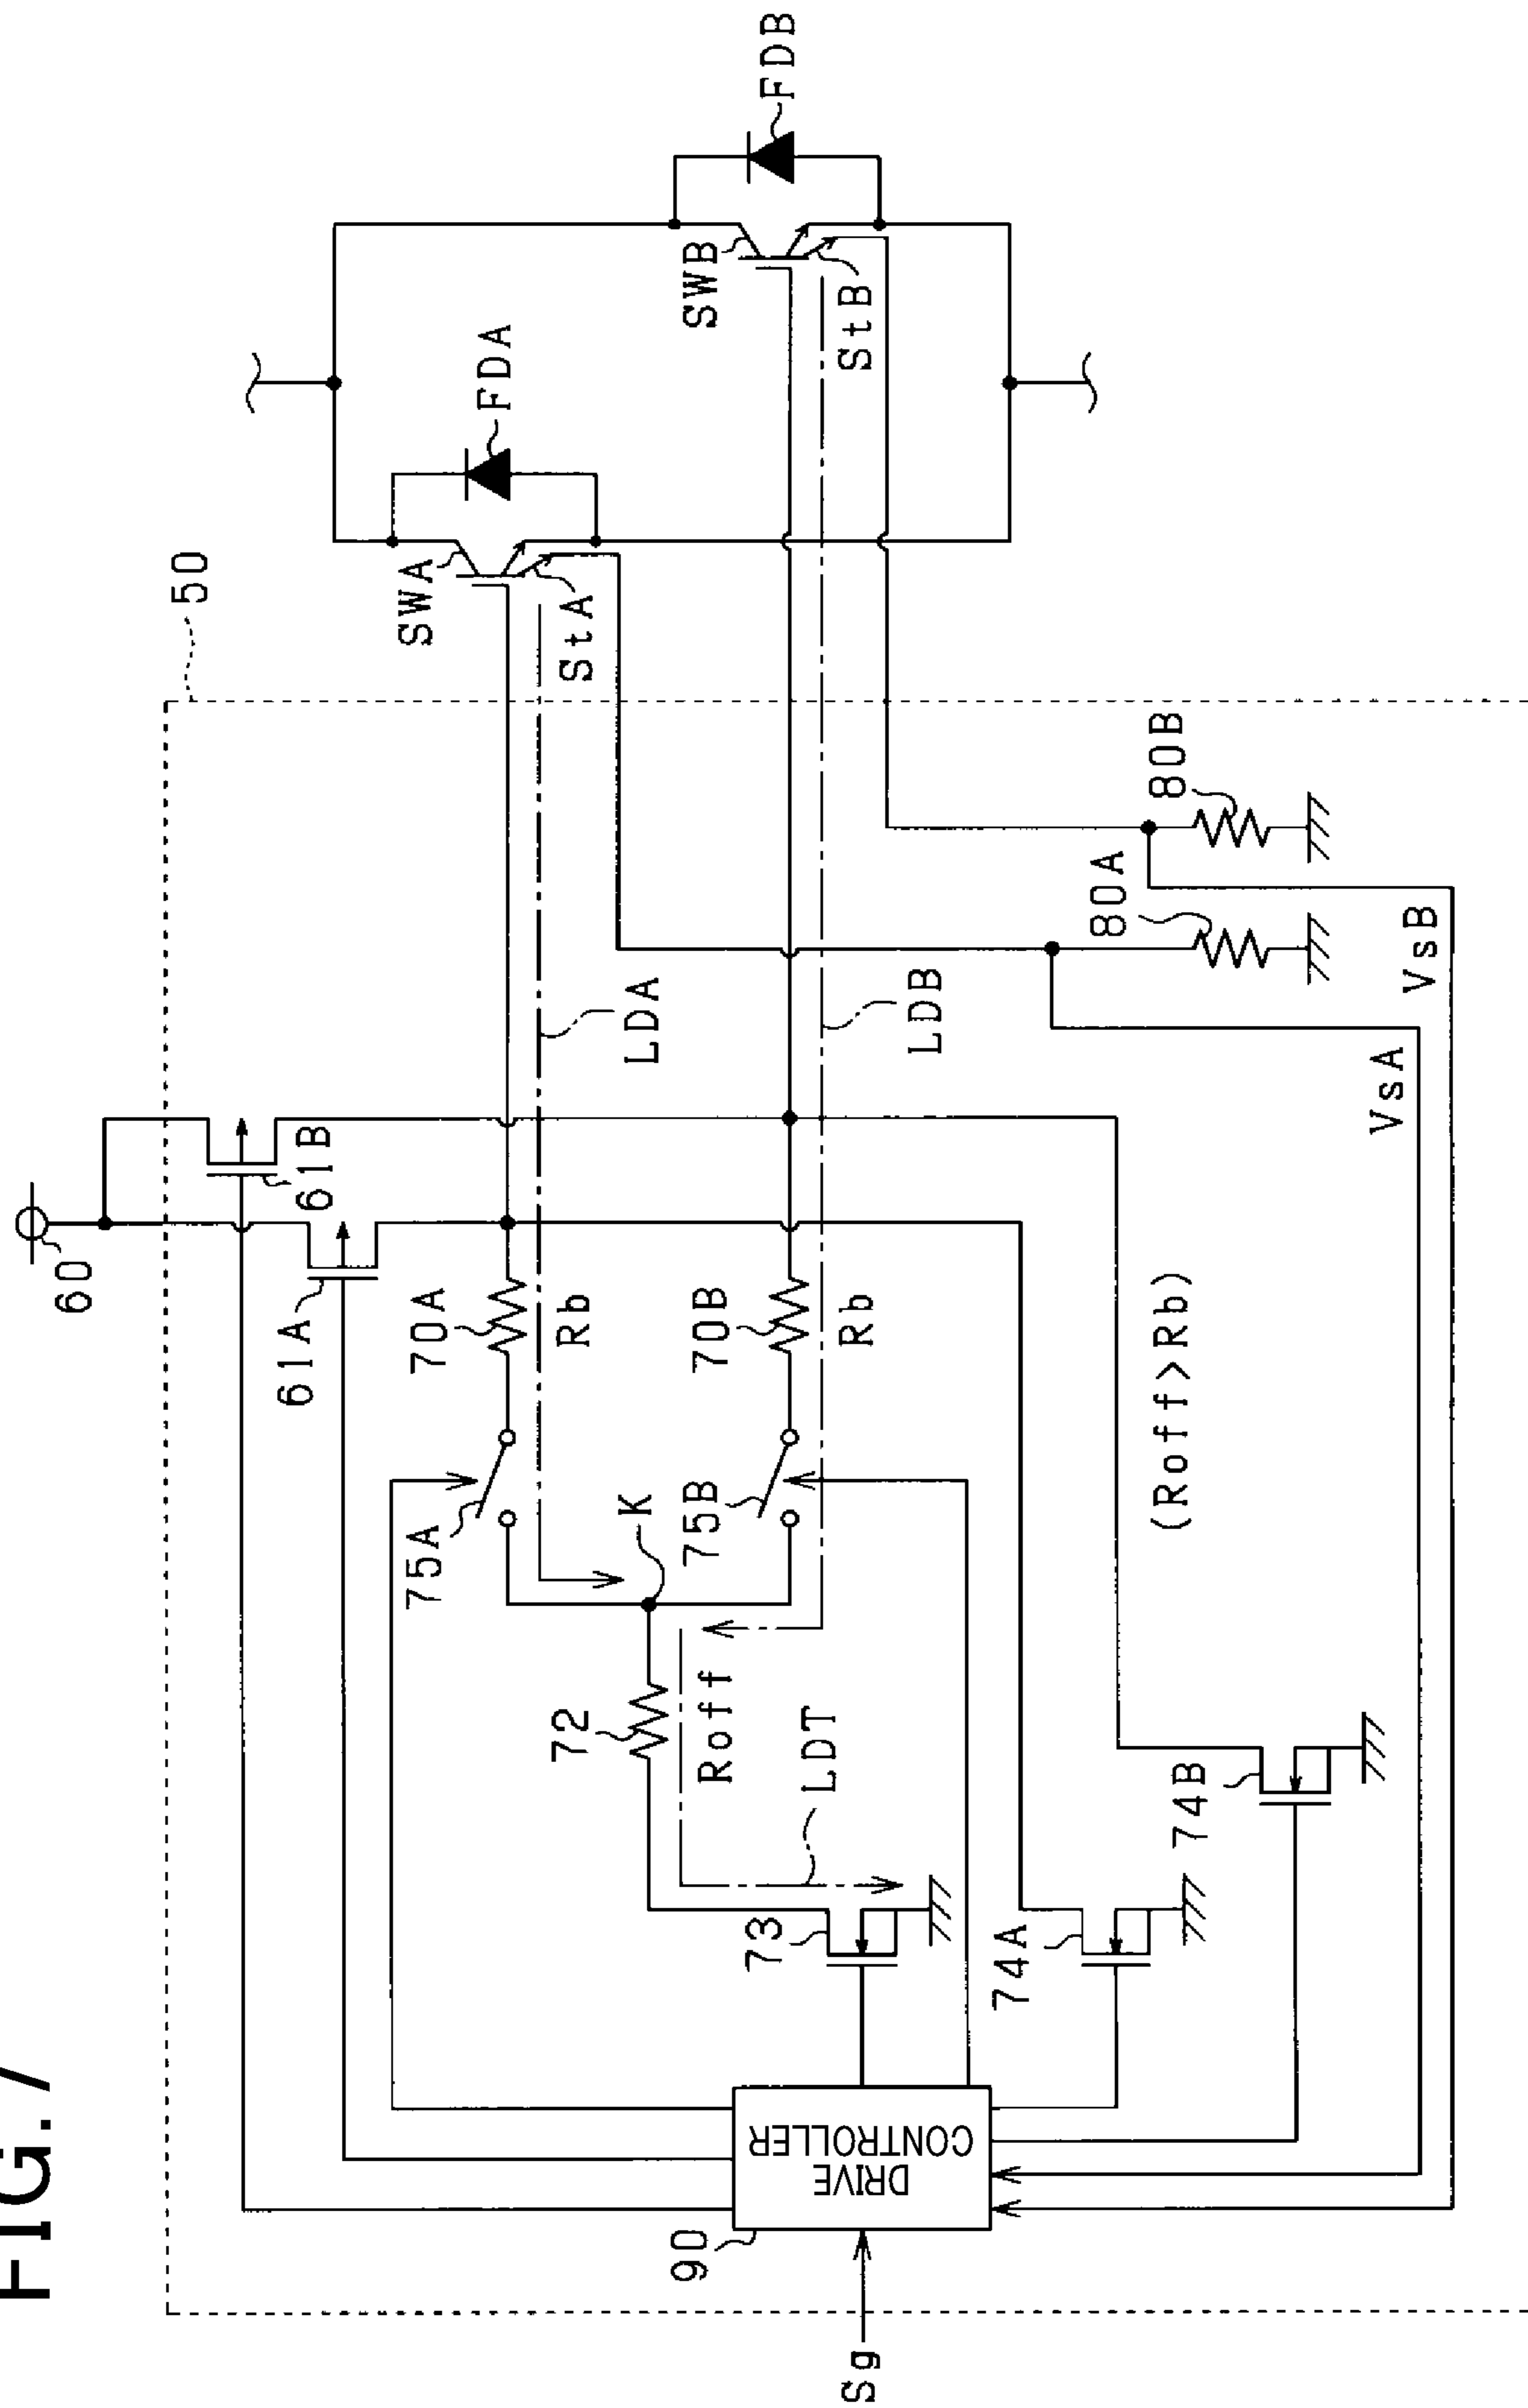 FIG. 7
60
50
61B
61A
SWA
StA
FDA
SWB
StB
FDB
75A
70A
Rb
LDA
K
75B
70B
Rb
LDB
72
Roff
LDT
73
74A
74B
(Roff>Rb)
80A
80B
VsA
VsB
90
DRIVE
CONTROLLER
Sg